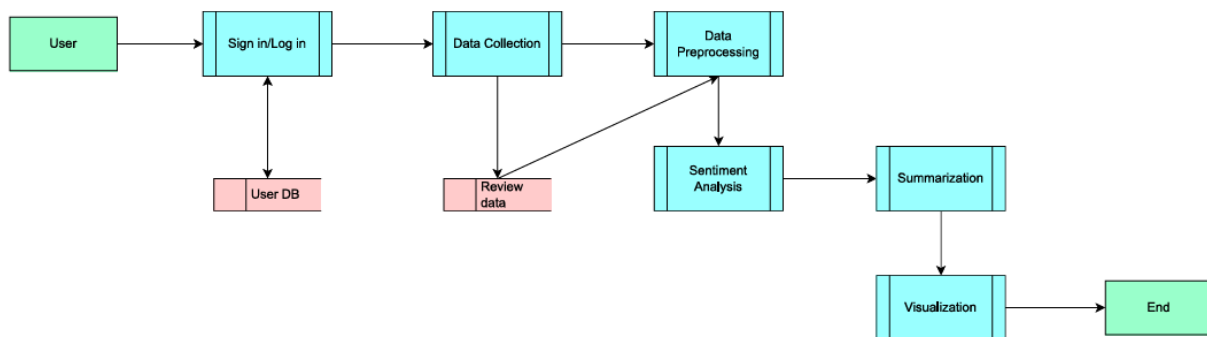 User
Sign in/Log in
Data Collection
Data
Preprocessing
User DB
Review
data
Sentiment
Analysis
Summarization
Visualization
End